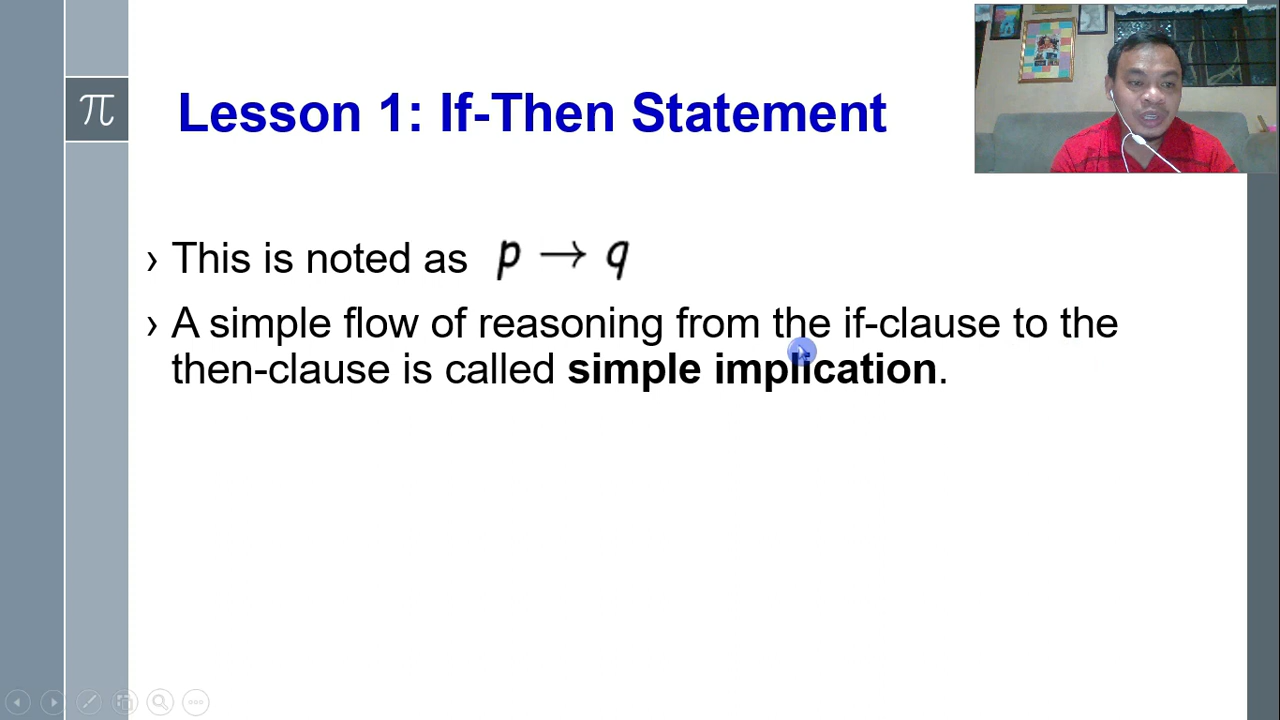 π
Lesson 1: If-Then Statement
› This is noted as p → q
› A simple flow of reasoning from the if-clause to the
then-clause is called simple implication.